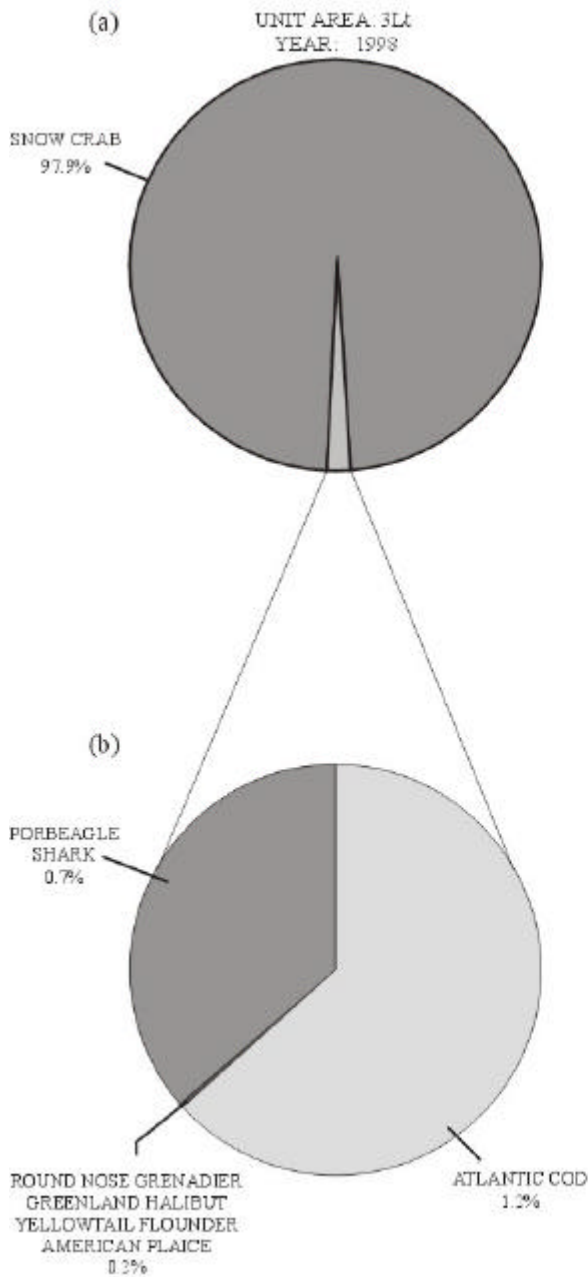 (a)
UNIT AREA: 3Lt
YEAR: 1998
SNOW CRAB
97.9%
(b)
PORBEAGLE
SHARK
0.7%
ROUND NOSE GRENADIER
GREENLAND HALIBUT
YELLOWTAIL FLOUNDER
AMERICAN PLAICE
ATLANTIC COD